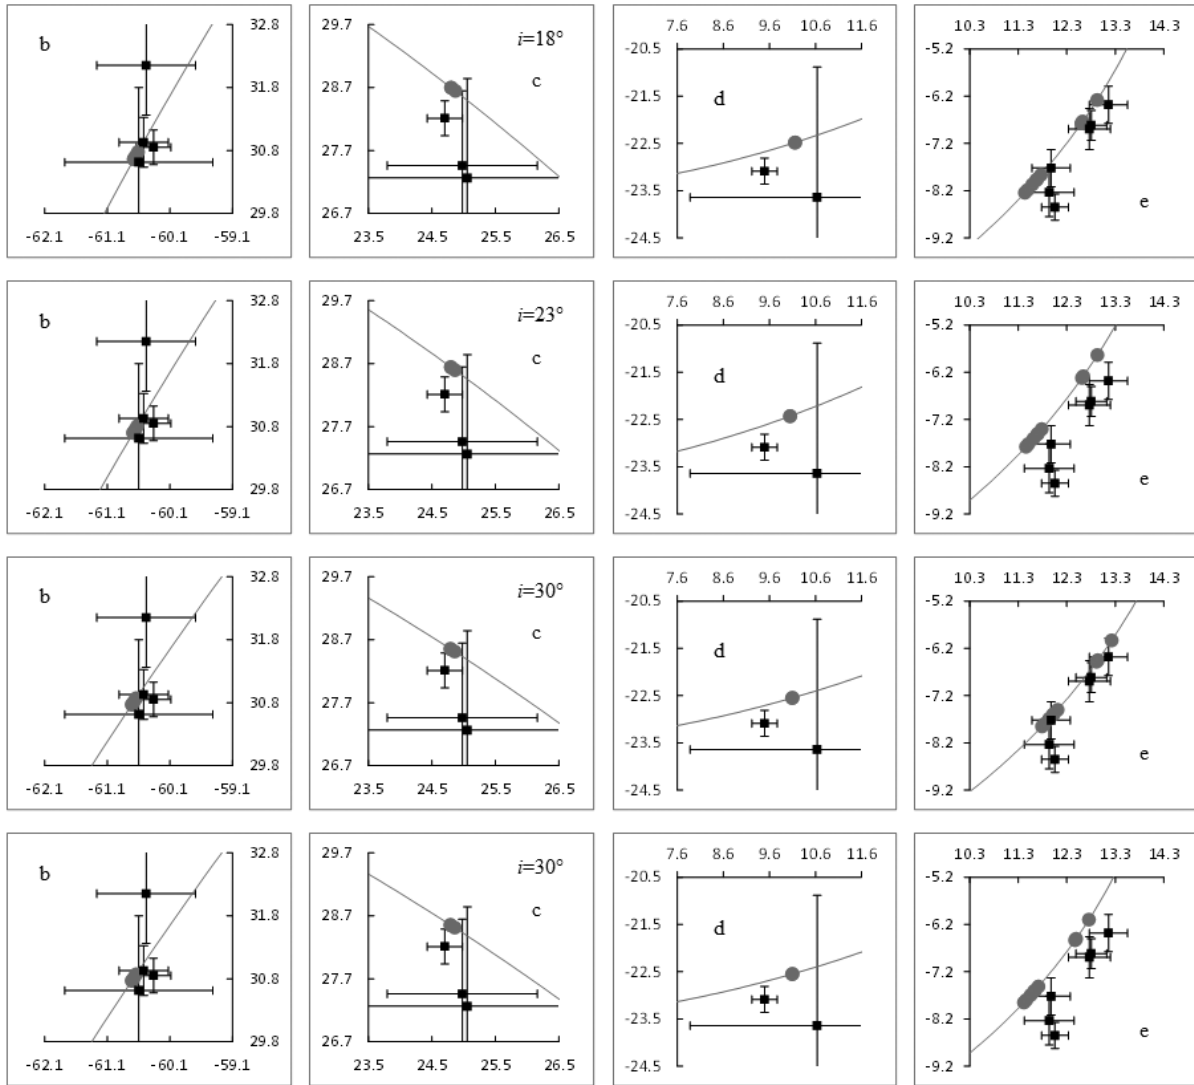 b
32.8
31.8
30.8
29.8
-62.1 -61.1 -60.1 -59.1
29.7
28.7
27.7
26.7
23.5 24.5 25.5 26.5
i=18°
c
7.6 8.6 9.6 10.6 11.6
-20.5
-21.5
-22.5
-23.5
-24.5
d
10.3 11.3 12.3 13.3 14.3
-5.2
-6.2
-7.2
-8.2
-9.2
e
b
32.8
31.8
30.8
29.8
-62.1 -61.1 -60.1 -59.1
29.7
28.7
27.7
26.7
23.5 24.5 25.5 26.5
i=23°
c
7.6 8.6 9.6 10.6 11.6
-20.5
-21.5
-22.5
-23.5
-24.5
d
10.3 11.3 12.3 13.3 14.3
-5.2
-6.2
-7.2
-8.2
-9.2
e
b
32.8
31.8
30.8
29.8
-62.1 -61.1 -60.1 -59.1
29.7
28.7
27.7
26.7
23.5 24.5 25.5 26.5
i=30°
c
7.6 8.6 9.6 10.6 11.6
-20.5
-21.5
-22.5
-23.5
-24.5
d
10.3 11.3 12.3 13.3 14.3
-5.2
-6.2
-7.2
-8.2
-9.2
e
b
32.8
31.8
30.8
29.8
-62.1 -61.1 -60.1 -59.1
29.7
28.7
27.7
26.7
23.5 24.5 25.5 26.5
i=30°
c
7.6 8.6 9.6 10.6 11.6
-20.5
-21.5
-22.5
-23.5
-24.5
d
10.3 11.3 12.3 13.3 14.3
-5.2
-6.2
-7.2
-8.2
-9.2
e